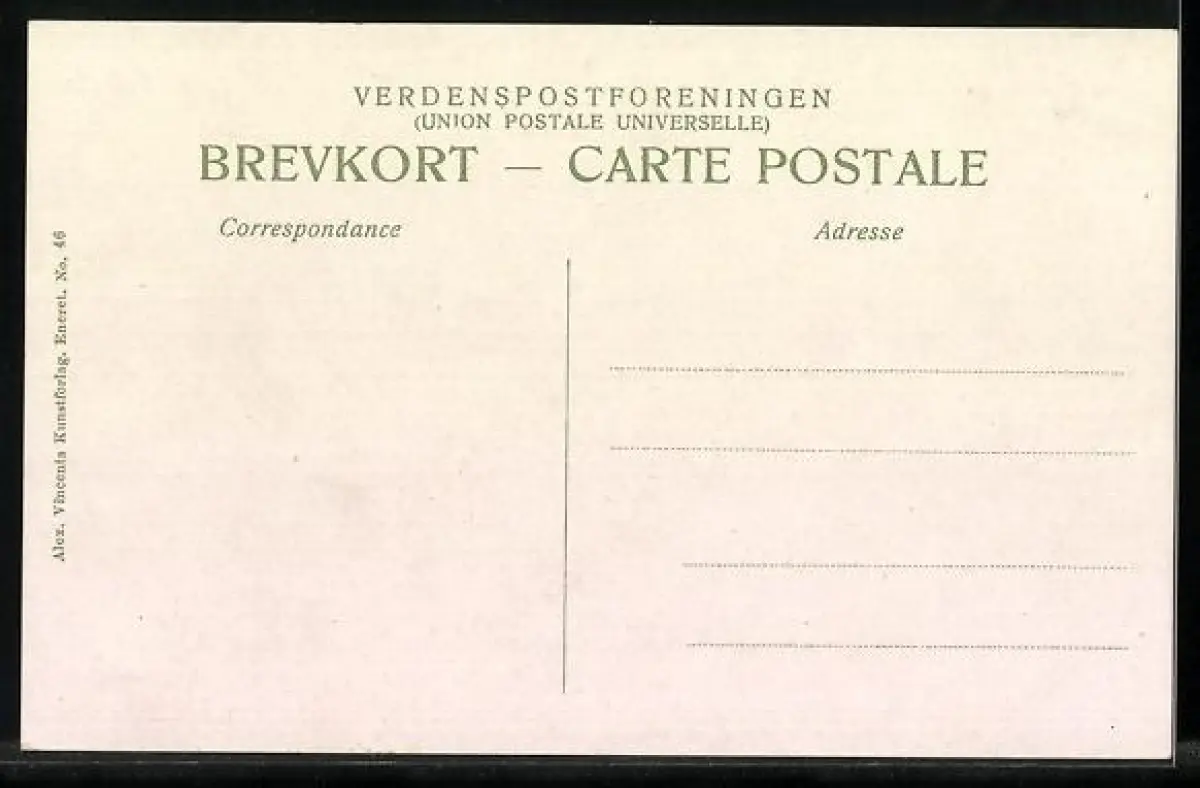 VERDENSPOSTFORENINGEN
(UNION POSTALE UNIVERSELLE)
BREVKORT — CARTE POSTALE
Correspondance
Adresse
Alex. Vincents Kunstforlag. Eneret. No. 46